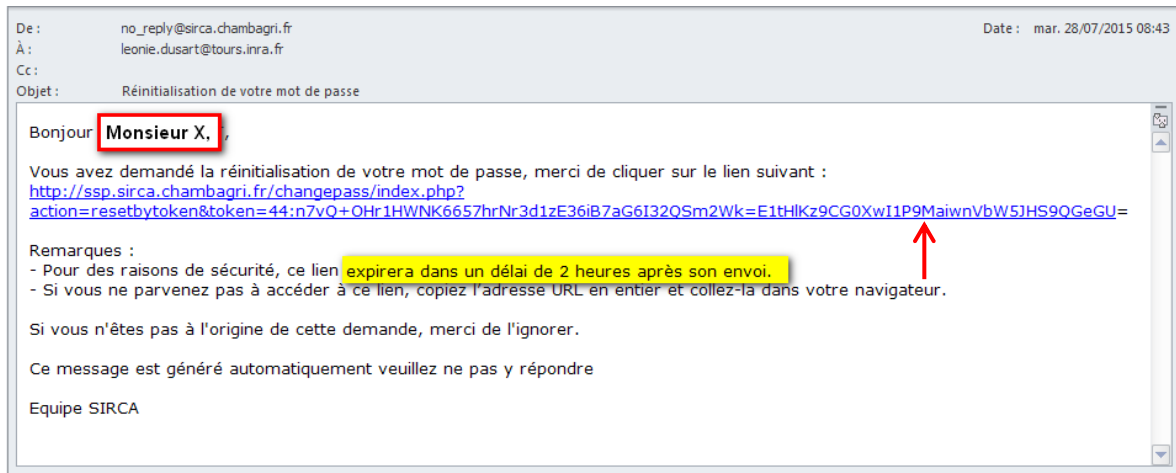 De : no_reply@sirca.chambagri.fr Date : mar. 28/07/2015 08:43
À : leonie.dusart@tours.inra.fr
Cc :
Objet : Réinitialisation de votre mot de passe
Bonjour Monsieur X, ,
Vous avez demandé la réinitialisation de votre mot de passe, merci de cliquer sur le lien suivant :
http://ssp.sirca.chambagri.fr/changepass/index.php?
action=resetbytoken&token=44:n7vQ+OHr1HWNK6657hrNr3d1zE36iB7aG6I32QSm2Wk=E1tHlKz9CG0XwI1P9MaiwnVbW5JHS9QGeGU=
Remarques :
- Pour des raisons de sécurité, ce lien expirera dans un délai de 2 heures après son envoi.
- Si vous ne parvenez pas à accéder à ce lien, copiez l'adresse URL en entier et collez-la dans votre navigateur.
Si vous n'êtes pas à l'origine de cette demande, merci de l'ignorer.
Ce message est généré automatiquement veuillez ne pas y répondre
Equipe SIRCA